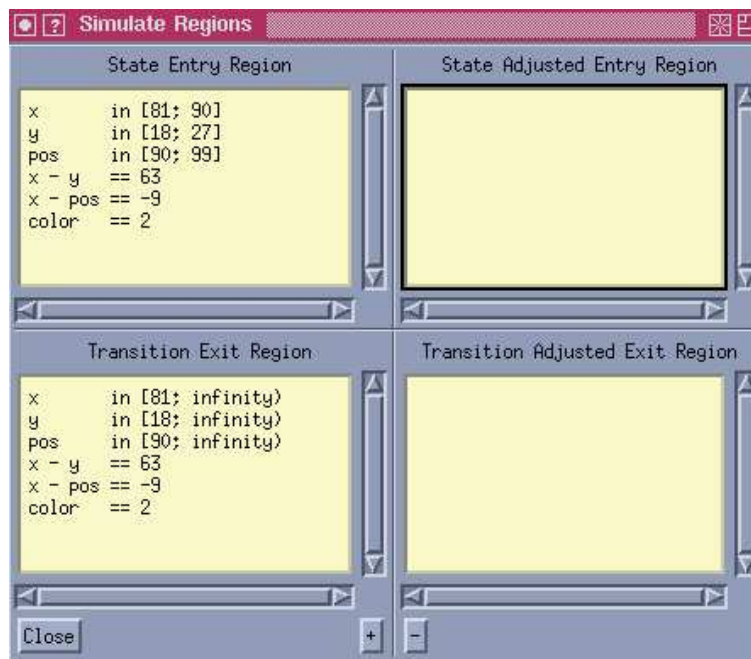 Simulate Regions
State Entry Region
x in [81; 90]
y in [18; 27]
pos in [90; 99]
x - y == 63
x - pos == -9
color == 2
State Adjusted Entry Region
Transition Exit Region
x in [81; infinity)
y in [18; infinity)
pos in [90; infinity)
x - y == 63
x - pos == -9
color == 2
Transition Adjusted Exit Region
Close
+
-